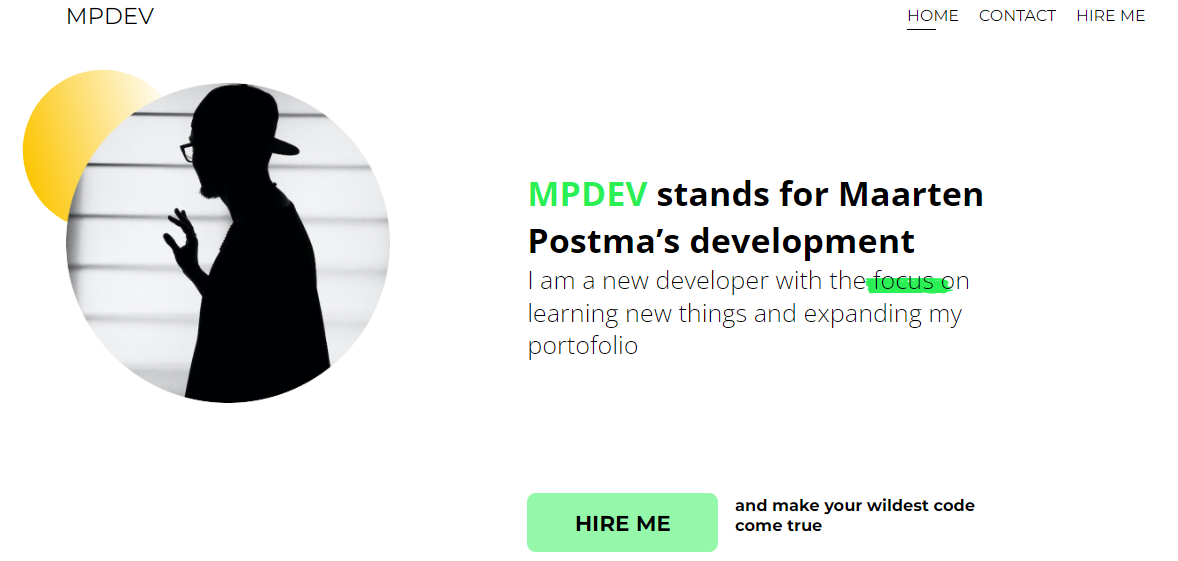 MPDEV
HOME CONTACT HIRE ME
MPDEV stands for Maarten
Postma’s development
I am a new developer with the focus on
learning new things and expanding my
portofolio
HIRE ME
and make your wildest code
come true